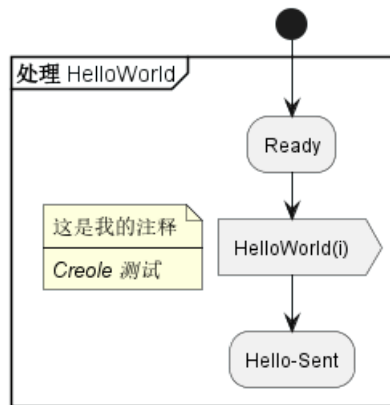 处理 HelloWorld
Ready
这是我的注释
Creole 测试
HelloWorld(i)
Hello-Sent